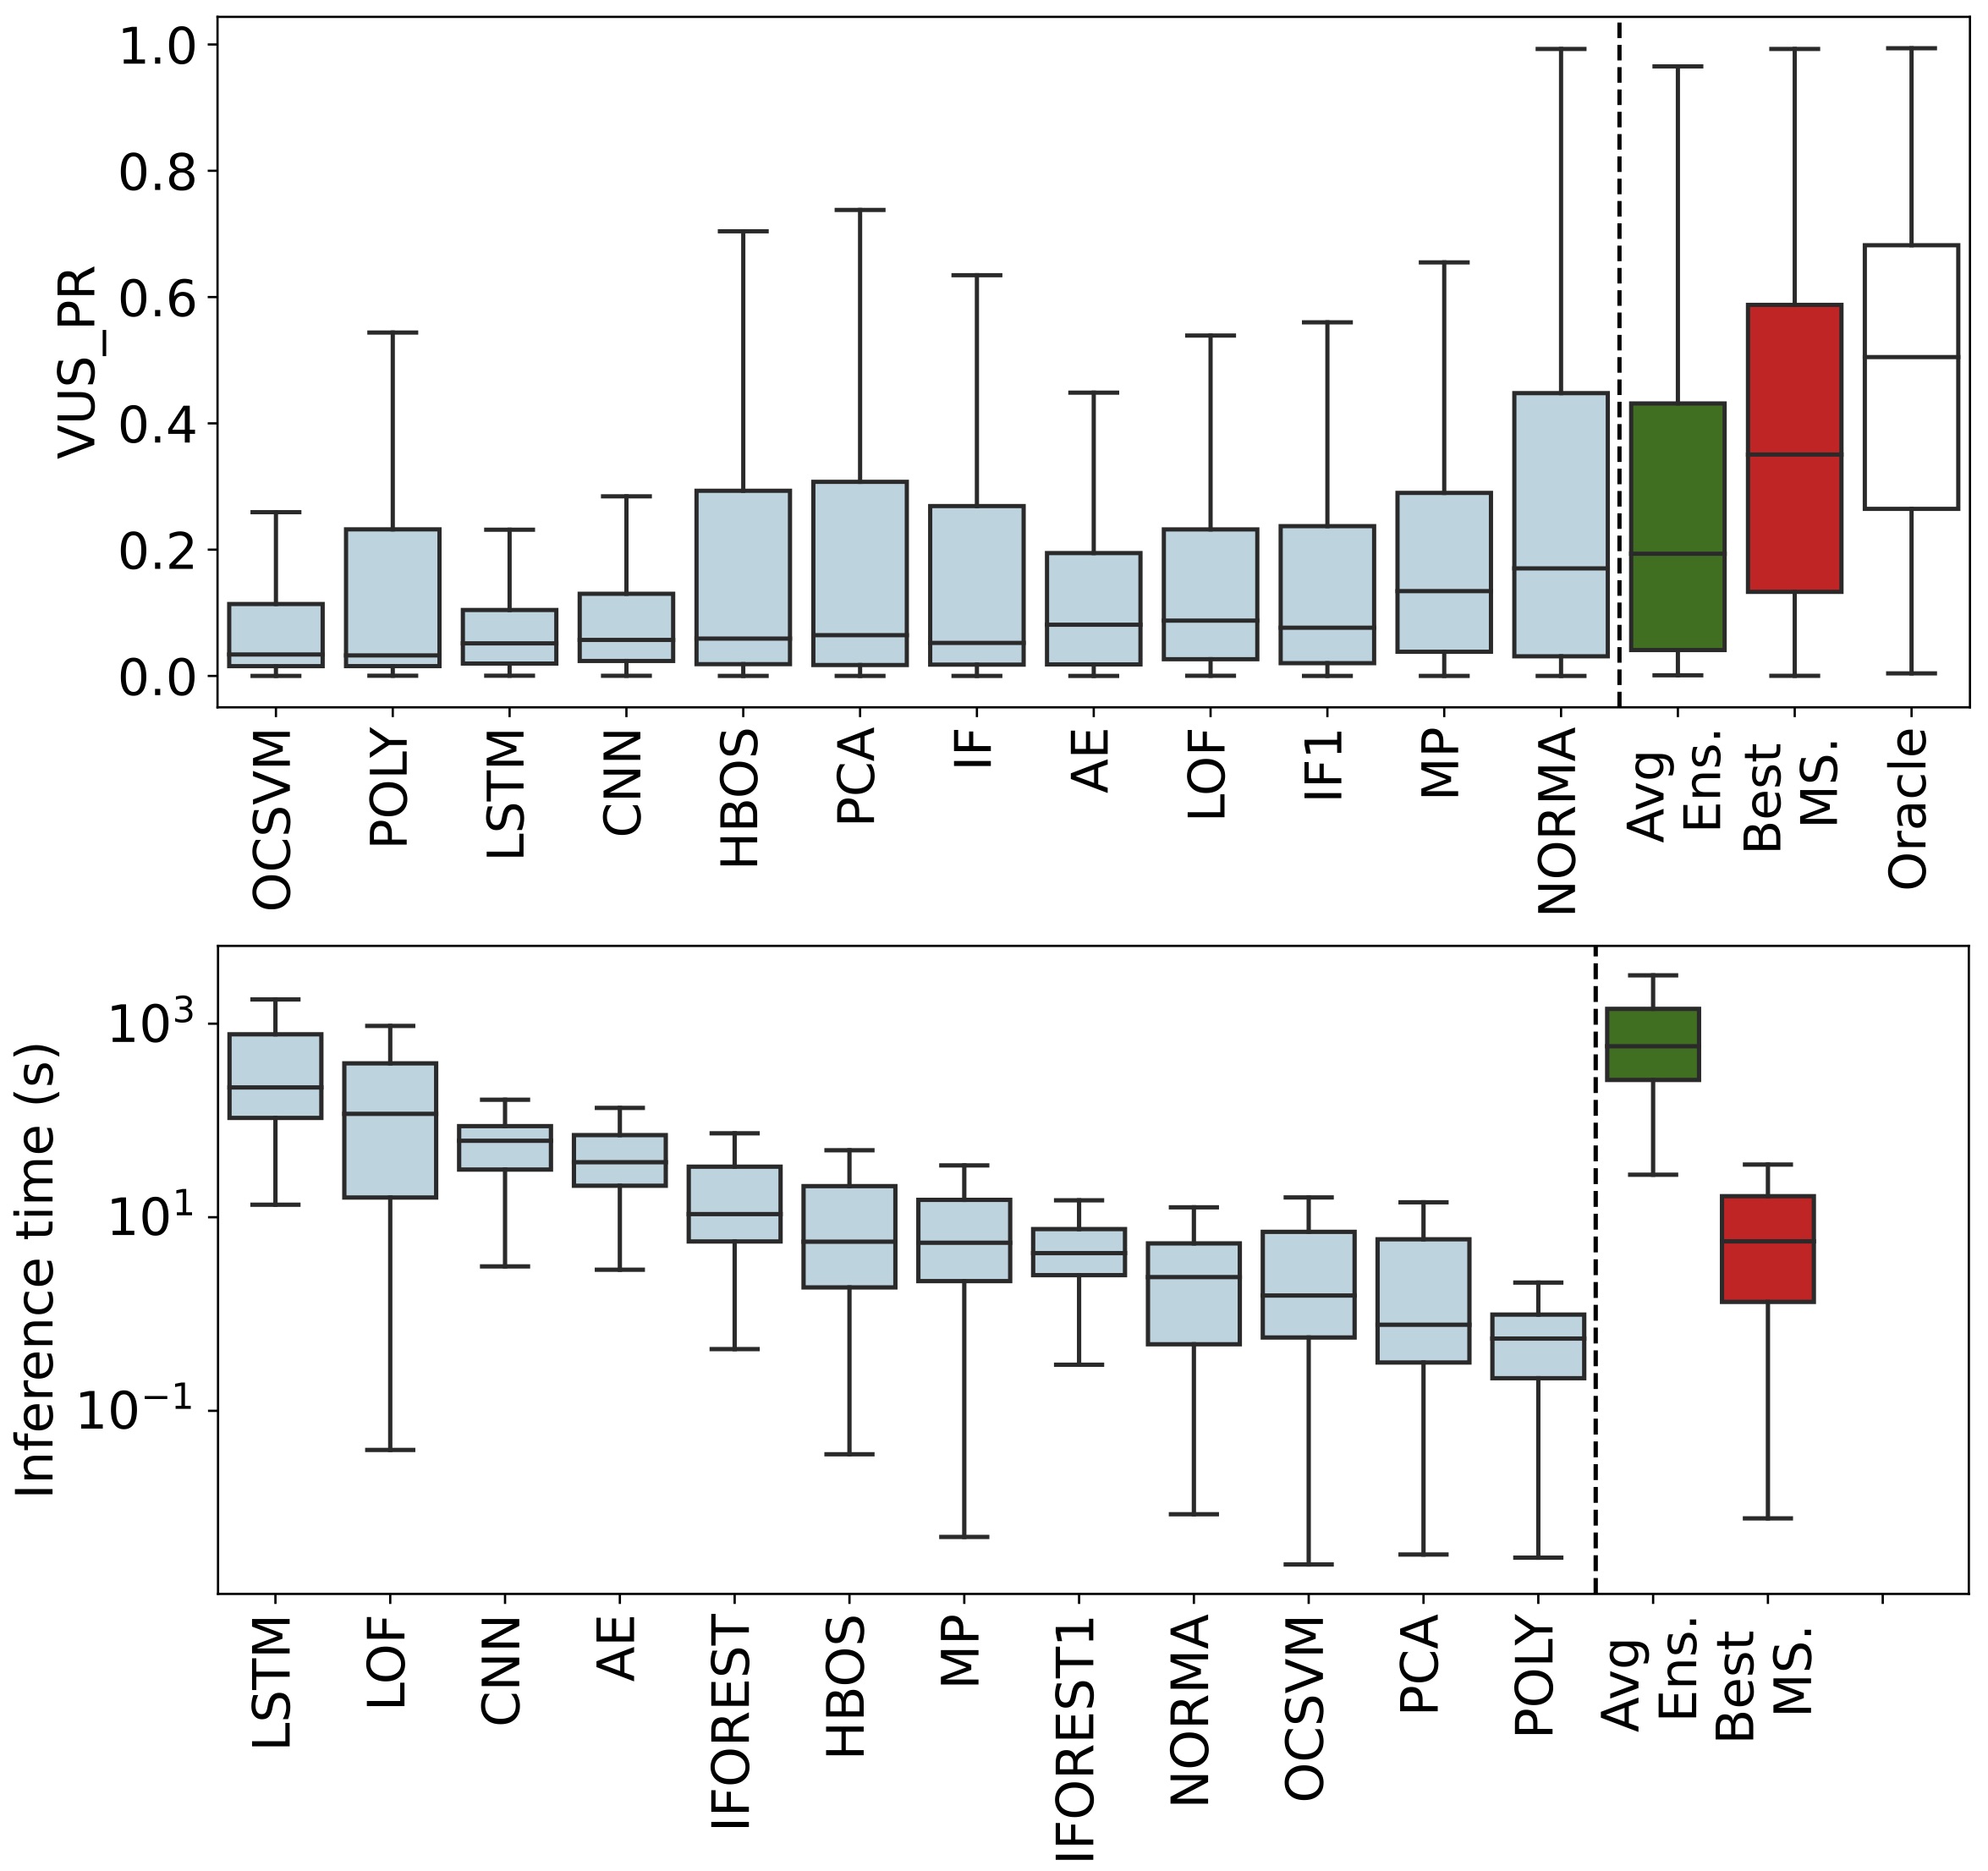 VUS_PR
1.0
0.8
0.6
0.4
0.2
0.0
OCSVM
POLY
LSTM
CNN
HBOS
PCA
IF
AE
LOF
IF1
MP
NORMA
Avg
Ens.
Best
MS.
Oracle
Inference time (s)
10³
10¹
10⁻¹
LSTM
LOF
CNN
AE
IFOREST
HBOS
MP
IFOREST1
NORMA
OCSVM
PCA
POLY
Avg
Ens.
Best
MS.